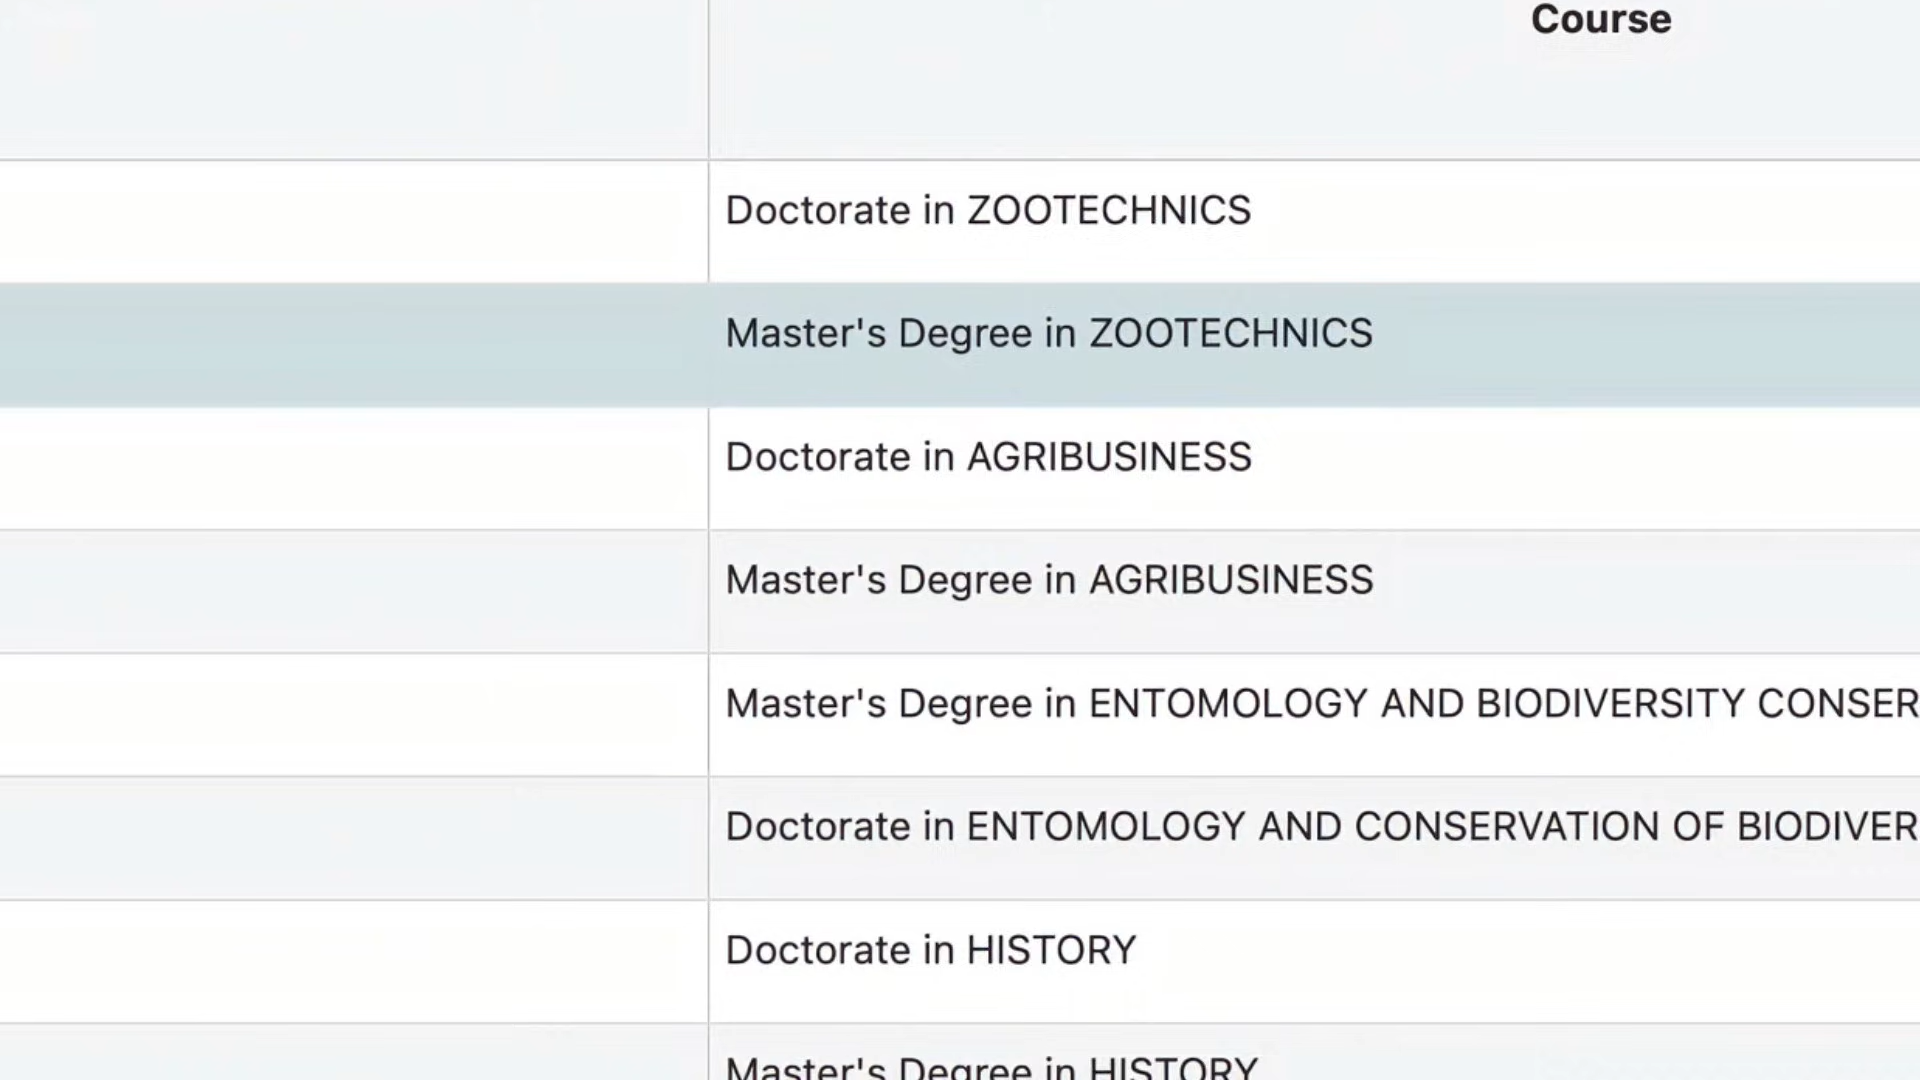 Course
Doctorate in ZOOTECHNICS
Master's Degree in ZOOTECHNICS
Doctorate in AGRIBUSINESS
Master's Degree in AGRIBUSINESS
Master's Degree in ENTOMOLOGY AND BIODIVERSITY CONSER
Doctorate in ENTOMOLOGY AND CONSERVATION OF BIODIVER
Doctorate in HISTORY
Master's Degree in HISTORY